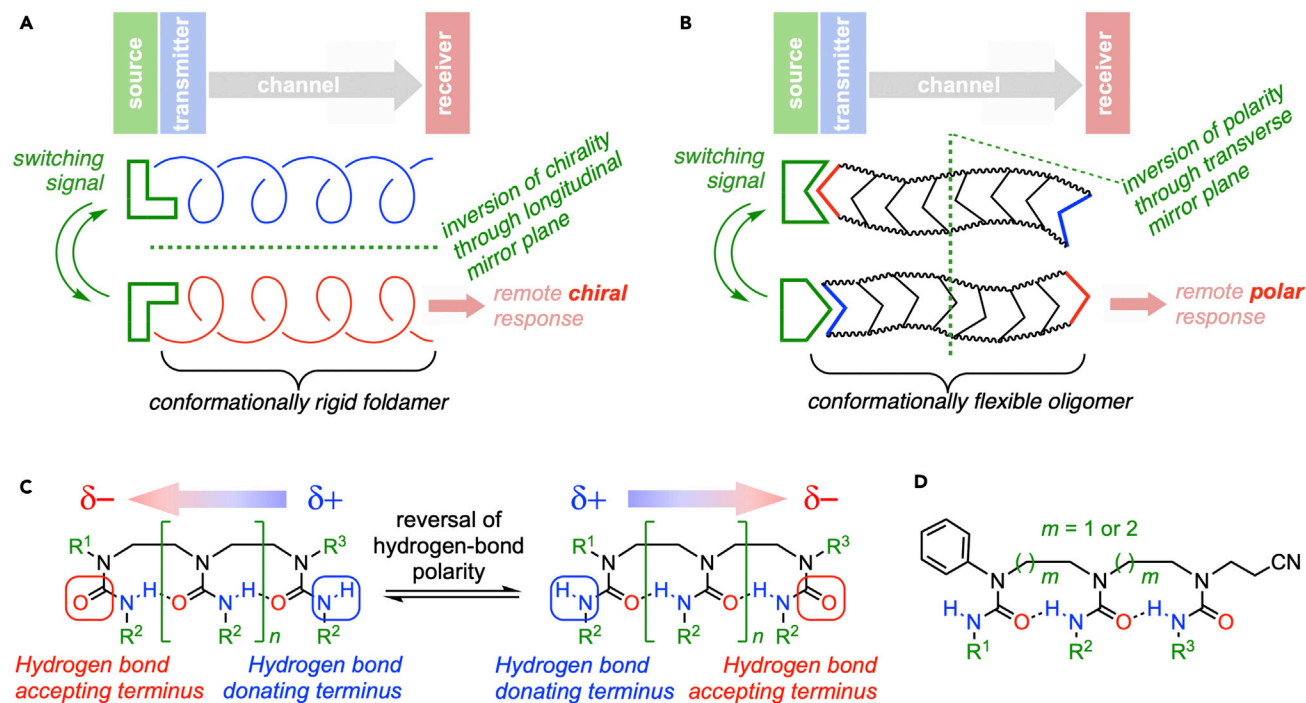 A
source
transmitter
channel
receiver
switching
signal
inversion of chirality
through longitudinal
mirror plane
remote chiral
response
conformationally rigid foldamer
B
source
transmitter
channel
receiver
switching
signal
inversion of polarity
through transverse
mirror plane
remote polar
response
conformationally flexible oligomer
C
δ− δ+
R¹ N N N R³
O N H O N H O N H
R² R² n R²
Hydrogen bond
accepting terminus
Hydrogen bond
donating terminus
reversal of
hydrogen-bond
polarity
δ+ δ−
R¹ N N N R³
H N O H N O H N O
R² R² n R²
Hydrogen bond
donating terminus
Hydrogen bond
accepting terminus
D
m = 1 or 2
N ( ) m N ( ) m N CN
H N O H N O H N O
R¹ R² R³